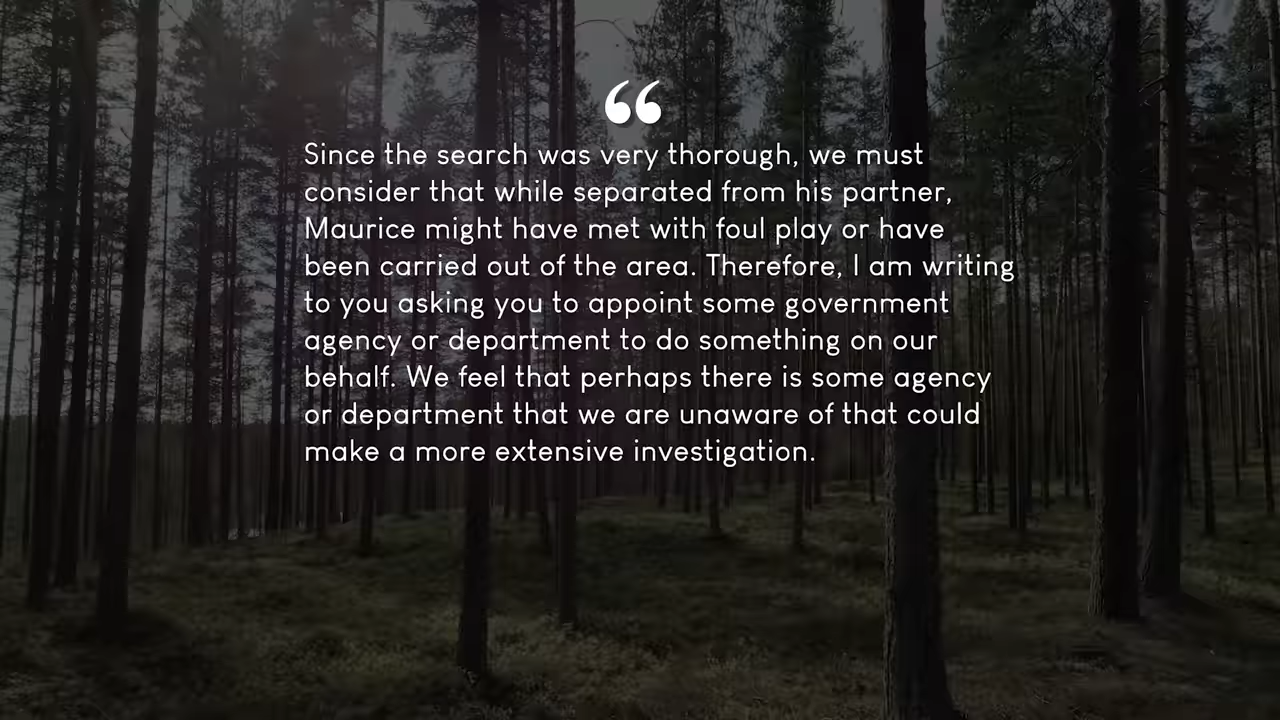 “
Since the search was very thorough, we must
consider that while separated from his partner,
Maurice might have met with foul play or have
been carried out of the area. Therefore, I am writing
to you asking you to appoint some government
agency or department to do something on our
behalf. We feel that perhaps there is some agency
or department that we are unaware of that could
make a more extensive investigation.